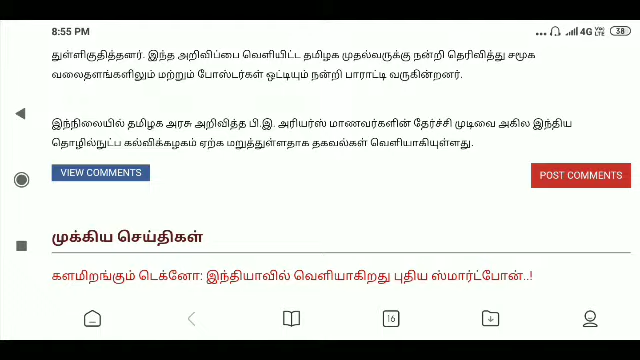 8:55 PM
4G
VoLTE
38
துள்ளிகுதித்தனர். இந்த அறிவிப்பை வெளியிட்ட தமிழக முதல்வருக்கு நன்றி தெரிவித்து சமூக
வலைதளங்களிலும் மற்றும் போஸ்டர்கள் ஒட்டியும் நன்றி பாராட்டி வருகின்றனர்.
இந்நிலையில் தமிழக அரசு அறிவித்த பி.இ. அரியர்ஸ் மாணவர்களின் தேர்ச்சி முடிவை அகில இந்திய
தொழில்நுட்ப கல்விக்கழகம் ஏற்க மறுத்துள்ளதாக தகவல்கள் வெளியாகியுள்ளது.
VIEW COMMENTS
POST COMMENTS
முக்கிய செய்திகள்
களமிறங்கும் டெக்னோ: இந்தியாவில் வெளியாகிறது புதிய ஸ்மார்ட்போன்..!
16